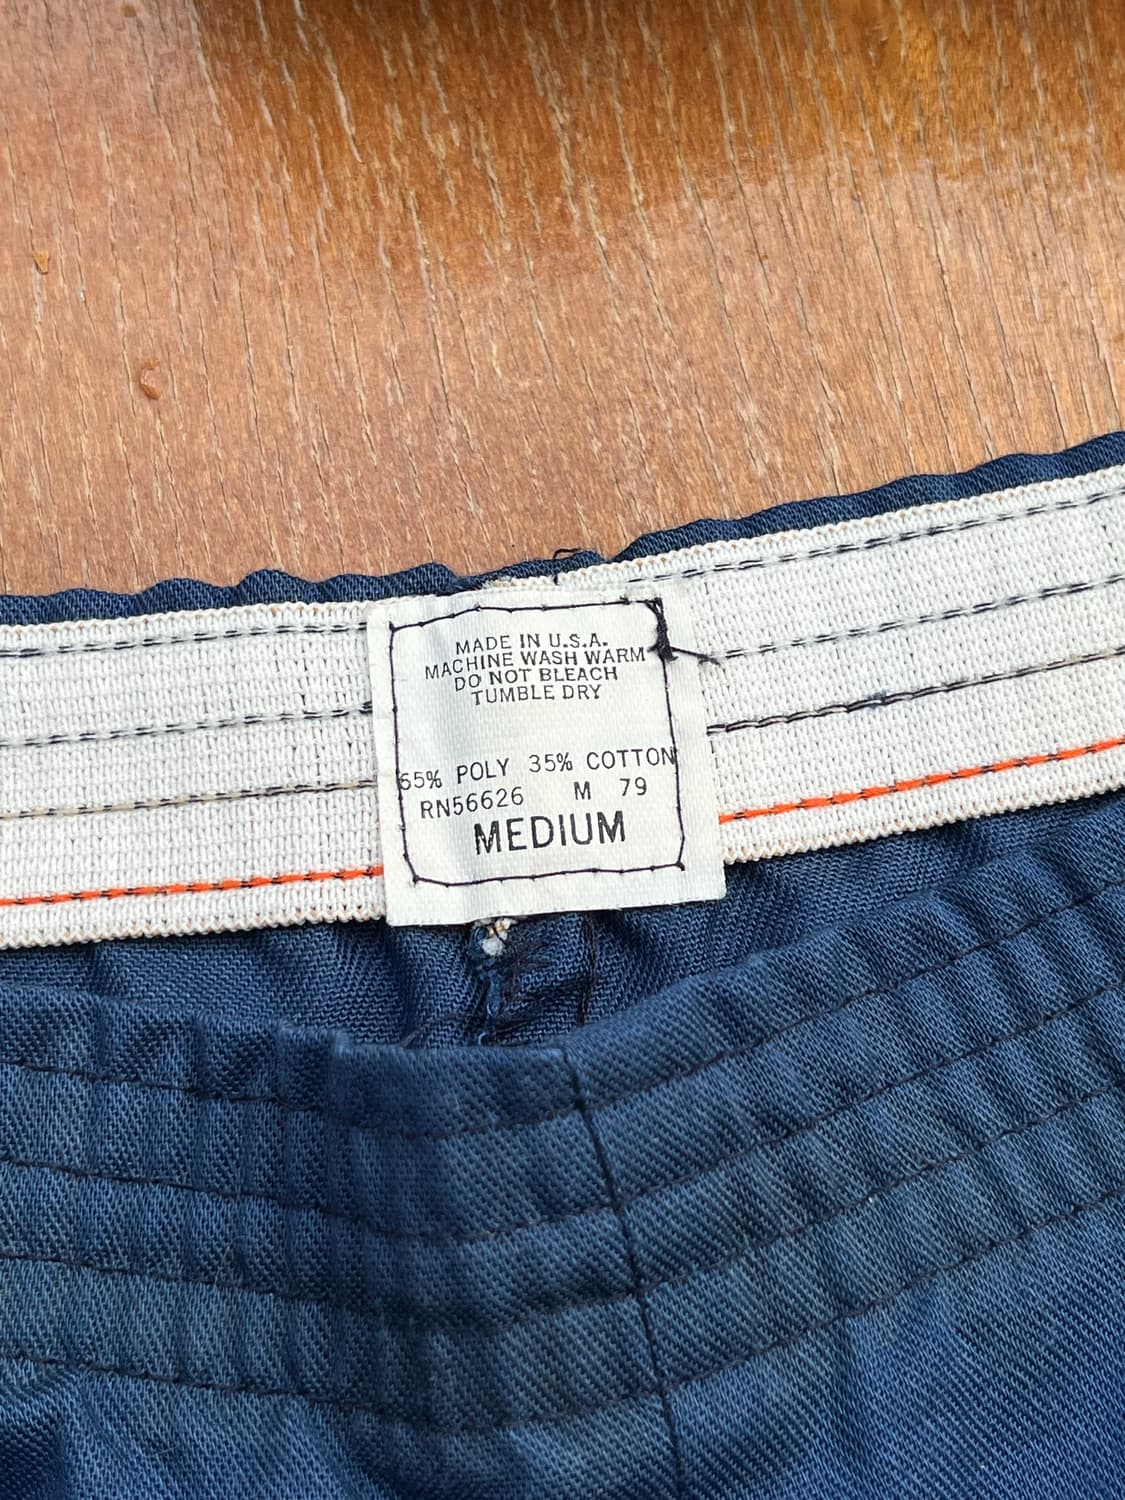 MADE IN U.S.A.
MACHINE WASH WARM
DO NOT BLEACH
TUMBLE DRY
65% POLY 35% COTTON
RN56626 M 79
MEDIUM